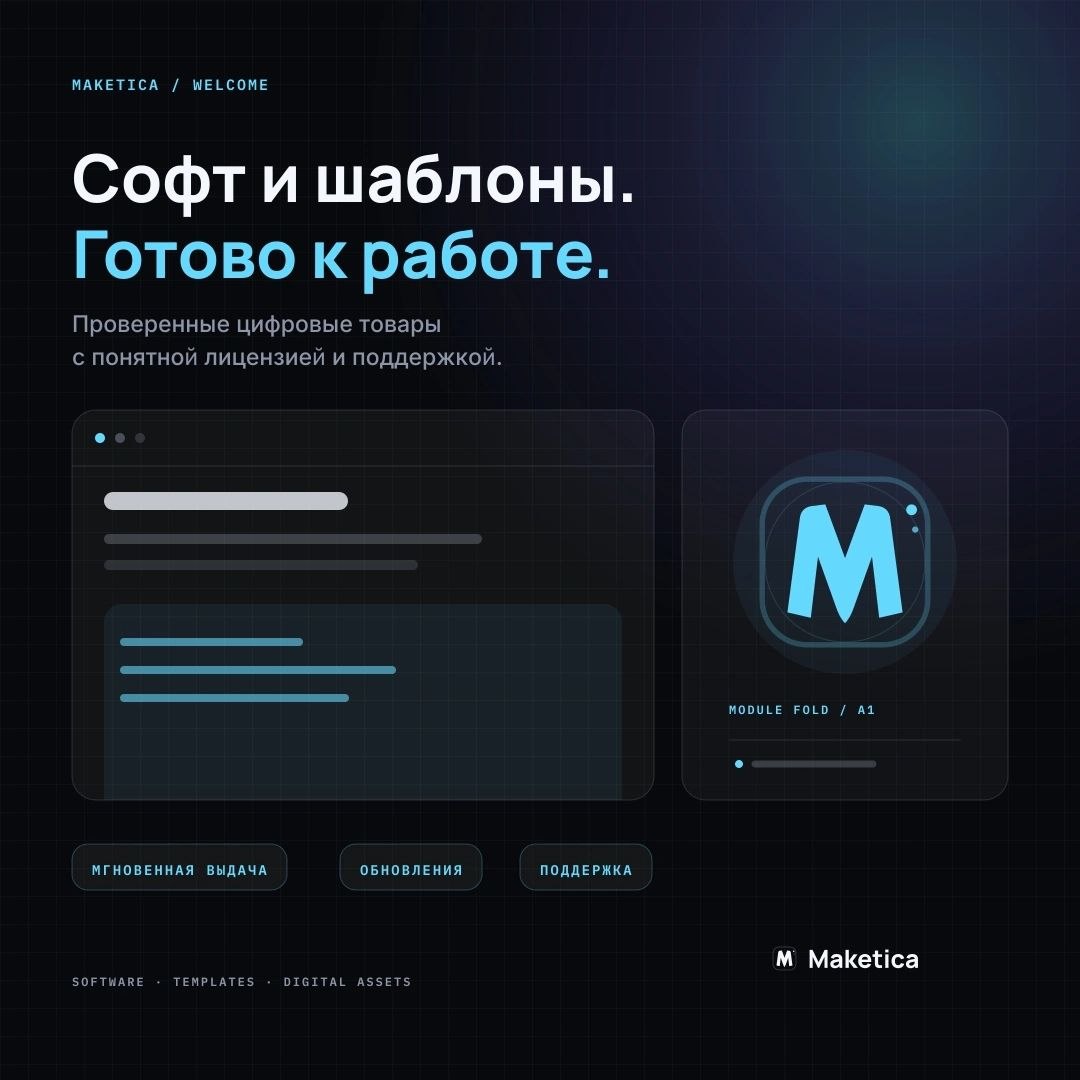 MAKETICA / WELCOME
Софт и шаблоны.
Готово к работе.
Проверенные цифровые товары
с понятной лицензией и поддержкой.
M
MODULE FOLD / A1
МГНОВЕННАЯ ВЫДАЧА
ОБНОВЛЕНИЯ
ПОДДЕРЖКА
M Maketica
SOFTWARE · TEMPLATES · DIGITAL ASSETS